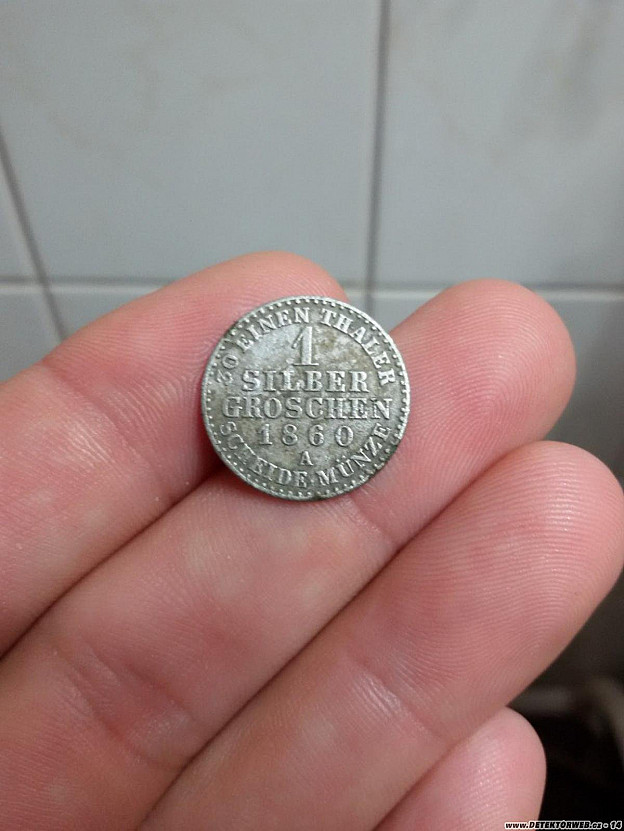 30 EINEN THALER
1
SILBER
GROSCHEN
1860
A
SCHEIDE MÜNZE
www.DETEKTORWEB.cz - 14